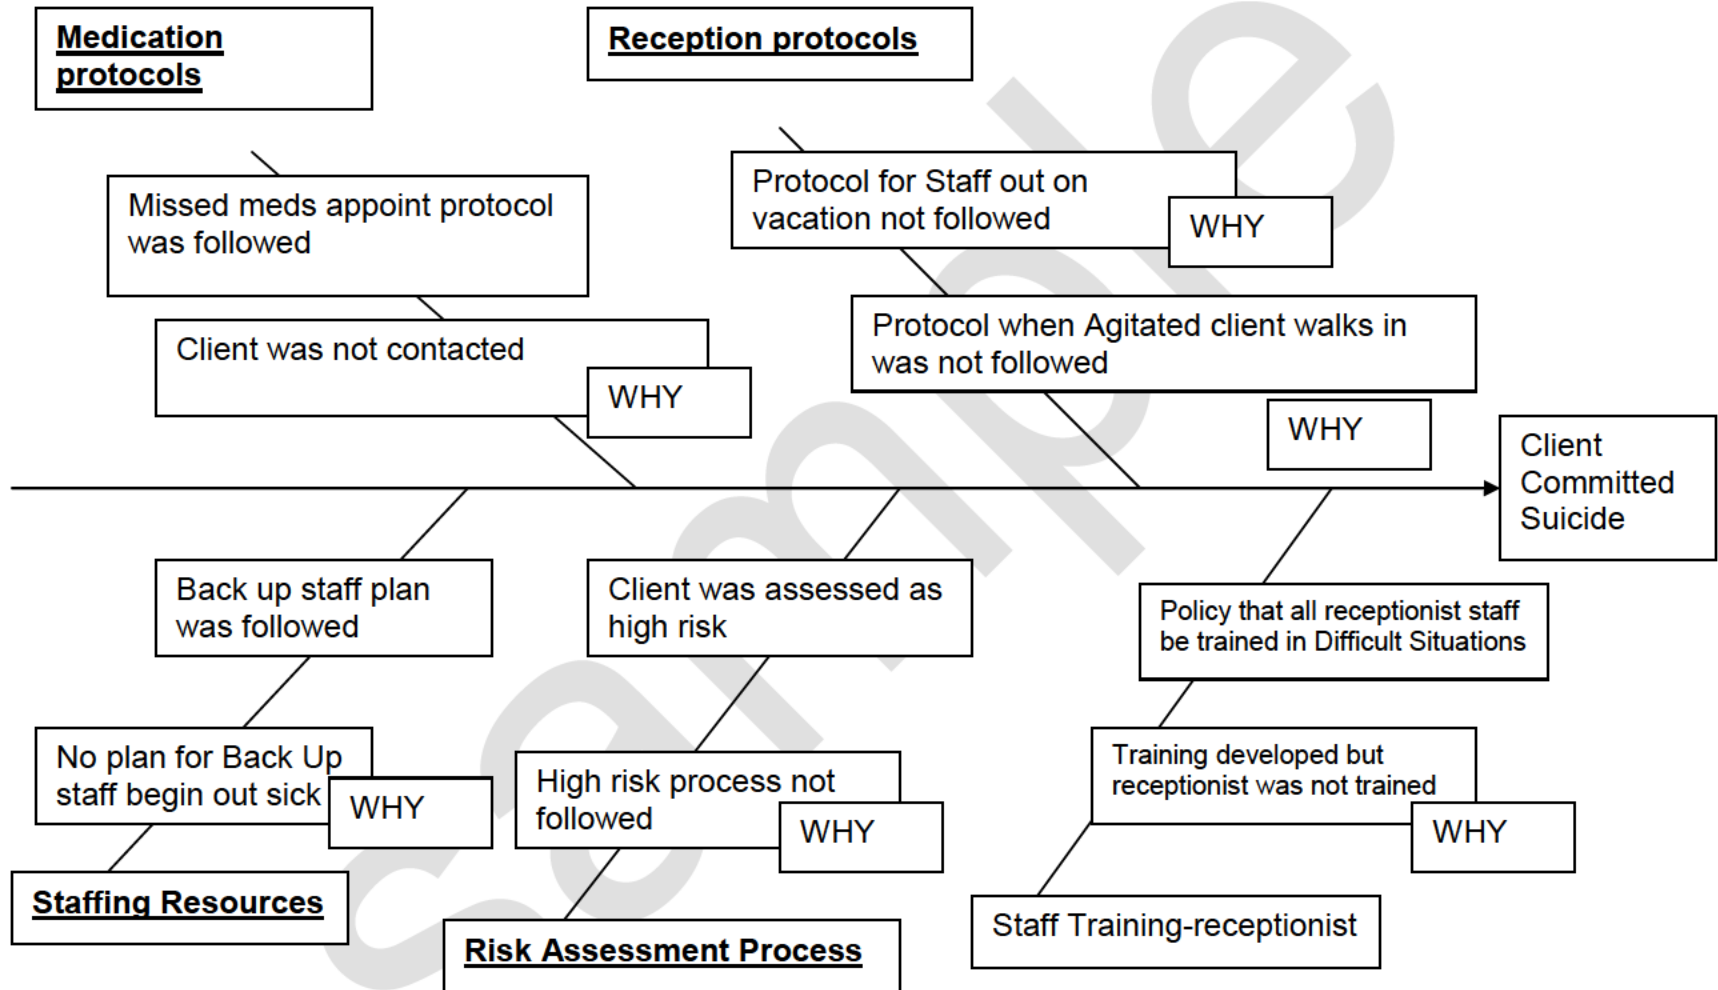 Medication
protocols
Reception protocols
Missed meds appoint protocol
was followed
Protocol for Staff out on
vacation not followed
WHY
Client was not contacted
WHY
Protocol when Agitated client walks in
was not followed
WHY
Client
Committed
Suicide
Back up staff plan
was followed
Client was assessed as
high risk
Policy that all receptionist staff
be trained in Difficult Situations
No plan for Back Up
staff begin out sick
WHY
High risk process not
followed
WHY
Training developed but
receptionist was not trained
WHY
Staffing Resources
Risk Assessment Process
Staff Training-receptionist
sample